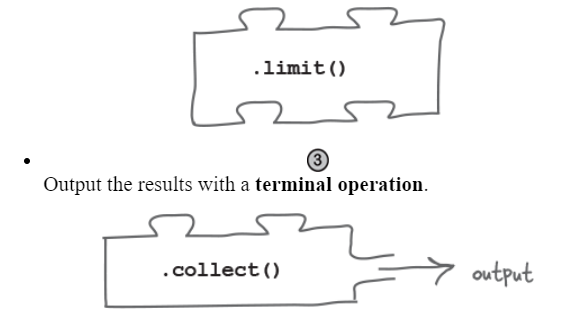 .limit()
3
Output the results with a terminal operation.
.collect()
output